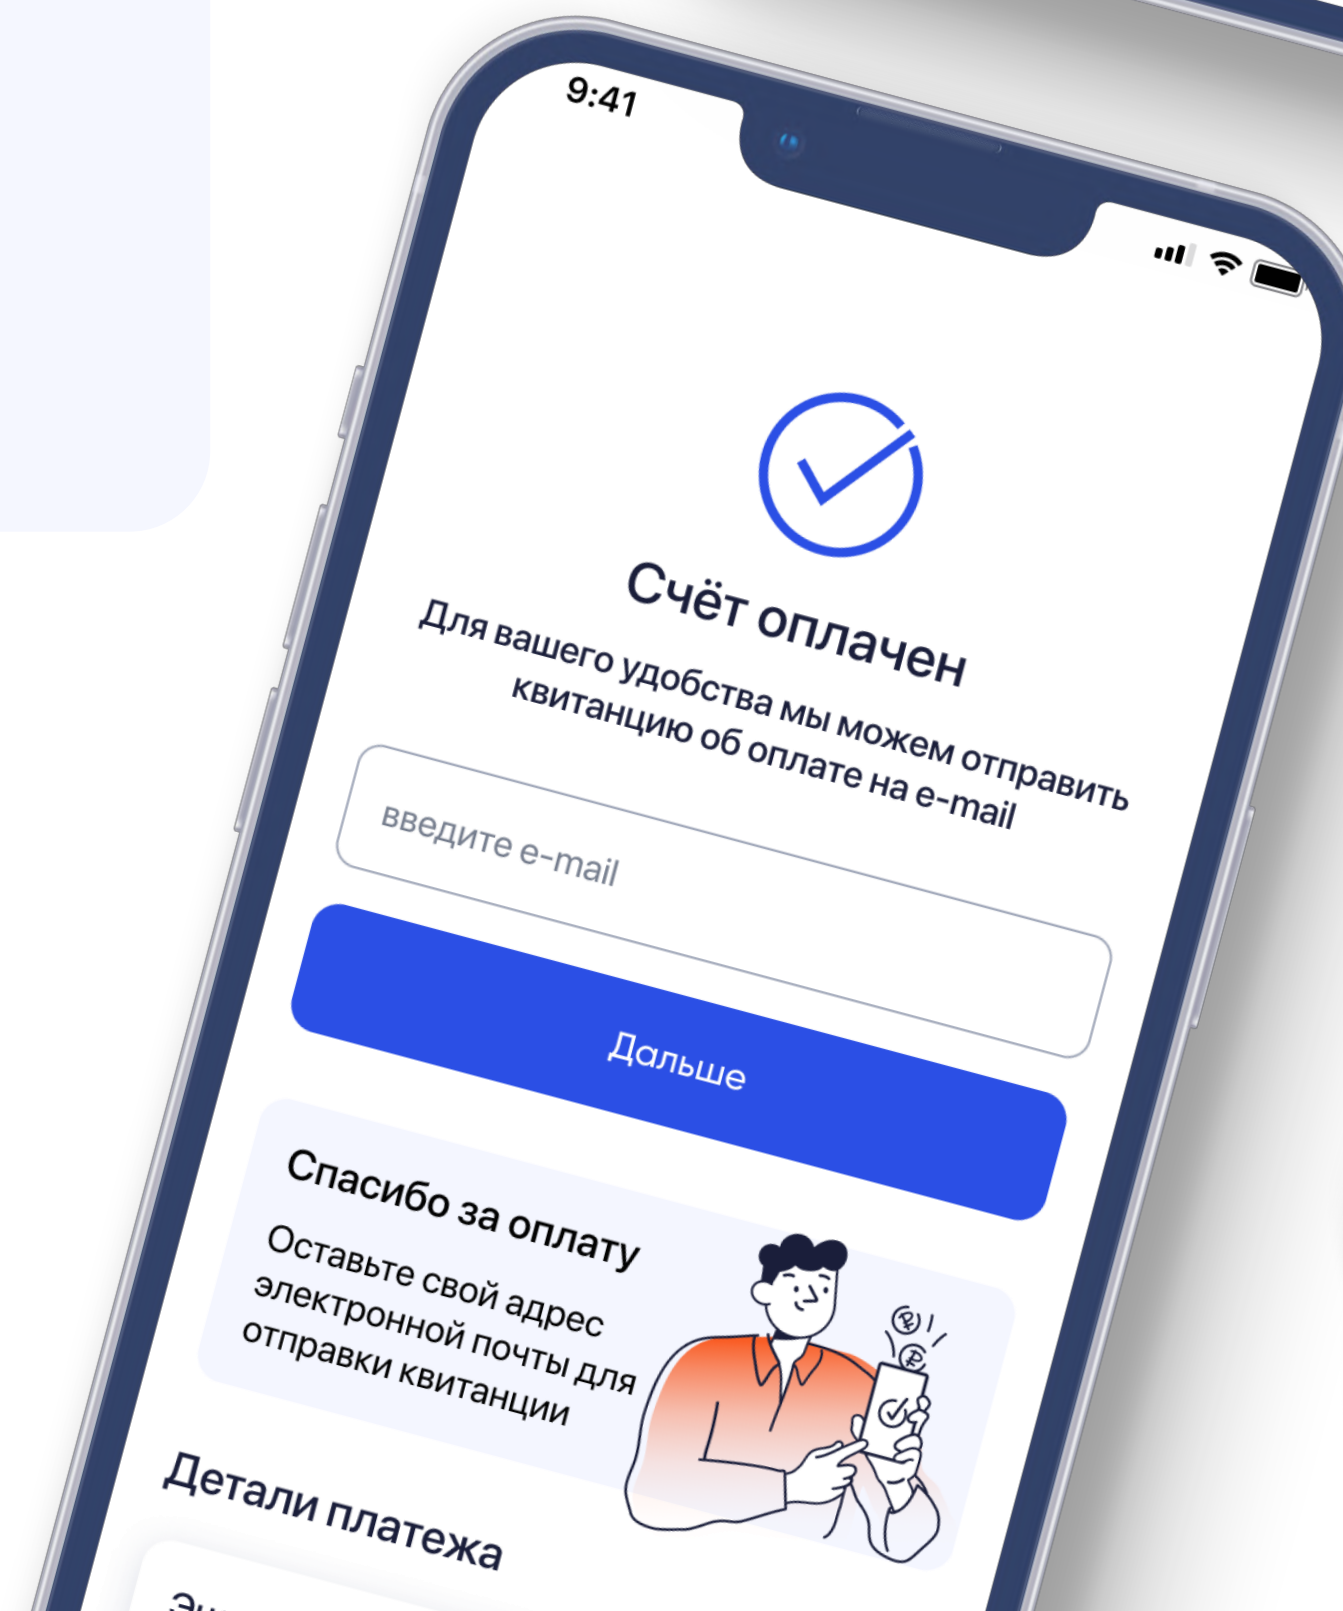 9:41
Счёт оплачен
Для вашего удобства мы можем отправить
квитанцию об оплате на e-mail
введите e-mail
Дальше
Спасибо за оплату
Оставьте свой адрес
электронной почты для
отправки квитанции
Детали платежа